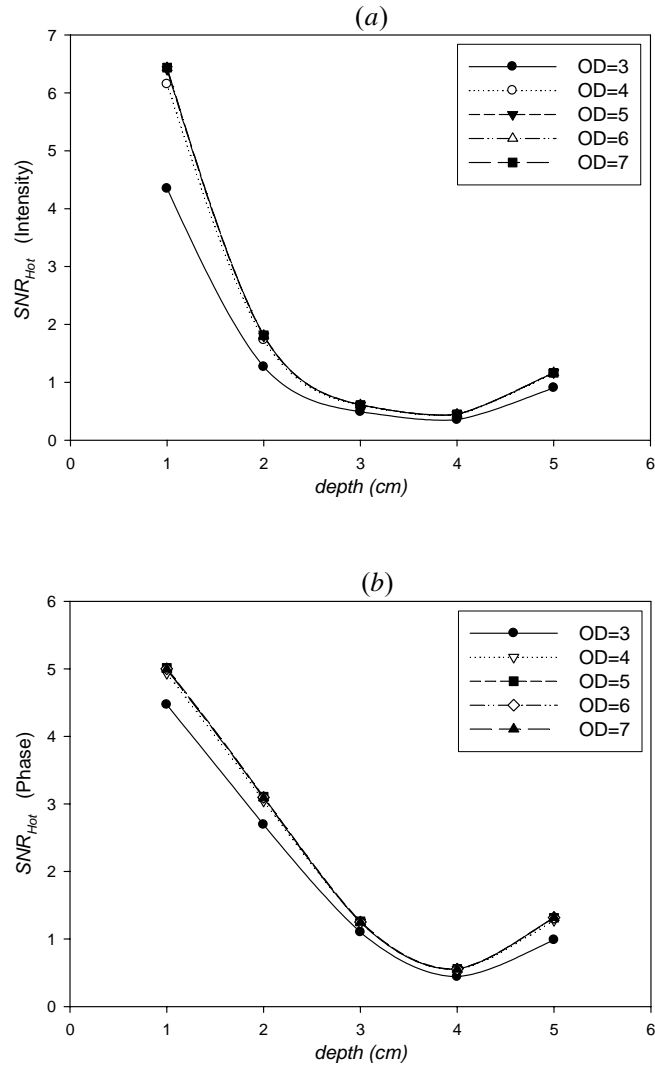 (a)
7
6
5
4
3
2
1
0
SNR_Hot (Intensity)
OD=3
OD=4
OD=5
OD=6
OD=7
0 1 2 3 4 5 6
depth (cm)
(b)
6
5
4
3
2
1
0
SNR_Hot (Phase)
OD=3
OD=4
OD=5
OD=6
OD=7
0 1 2 3 4 5 6
depth (cm)